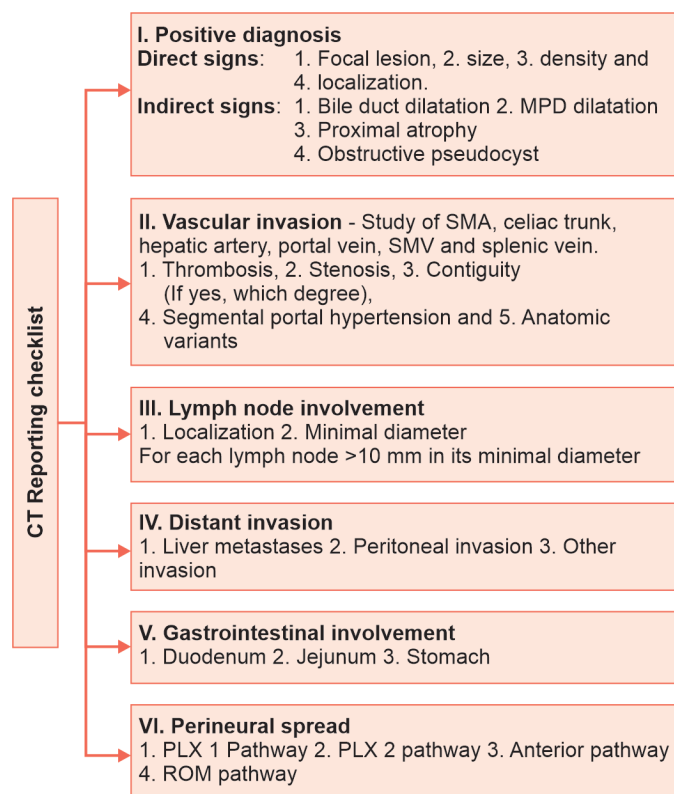 CT Reporting checklist
I. Positive diagnosis
Direct signs: 1. Focal lesion, 2. size, 3. density and
4. localization.
Indirect signs: 1. Bile duct dilatation 2. MPD dilatation
3. Proximal atrophy
4. Obstructive pseudocyst
II. Vascular invasion - Study of SMA, celiac trunk,
hepatic artery, portal vein, SMV and splenic vein.
1. Thrombosis, 2. Stenosis, 3. Contiguity
(If yes, which degree),
4. Segmental portal hypertension and 5. Anatomic
variants
III. Lymph node involvement
1. Localization 2. Minimal diameter
For each lymph node >10 mm in its minimal diameter
IV. Distant invasion
1. Liver metastases 2. Peritoneal invasion 3. Other
invasion
V. Gastrointestinal involvement
1. Duodenum 2. Jejunum 3. Stomach
VI. Perineural spread
1. PLX 1 Pathway 2. PLX 2 pathway 3. Anterior pathway
4. ROM pathway